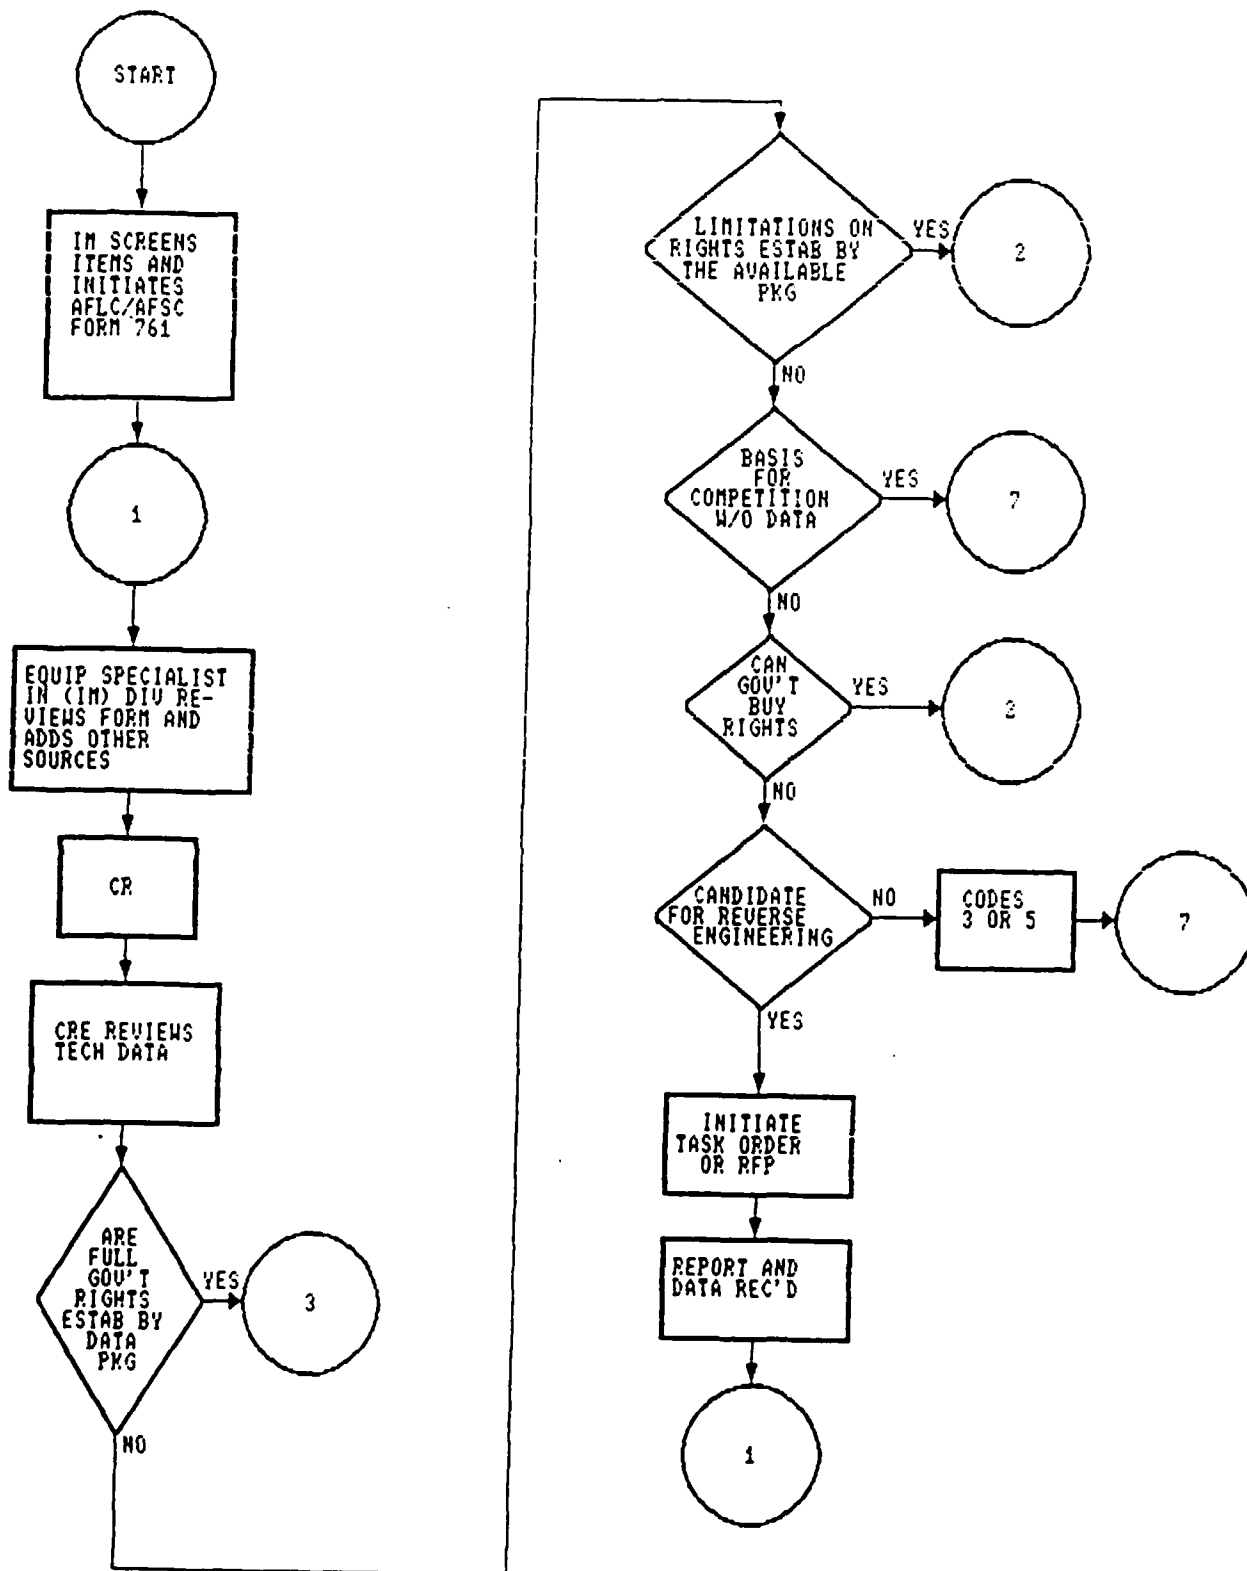 START
IM SCREENS
ITEMS AND
INITIATES
AFLC/AFSC
FORM 761
1
EQUIP SPECIALIST
IN (IM) DIV RE-
VIEWS FORM AND
ADDS OTHER
SOURCES
CR
CRE REVIEWS
TECH DATA
ARE
FULL
GOV'T
RIGHTS
ESTAB BY
DATA
PKG
YES
3
NO
LIMITATIONS ON
RIGHTS ESTAB BY
THE AVAILABLE
PKG
YES
2
NO
BASIS
FOR
COMPETITION
W/O DATA
YES
7
NO
CAN
GOV'T
BUY
RIGHTS
YES
2
NO
CANDIDATE
FOR REVERSE
ENGINEERING
NO
CODES
3 OR 5
7
YES
INITIATE
TASK ORDER
OR RFP
REPORT AND
DATA REC'D
1